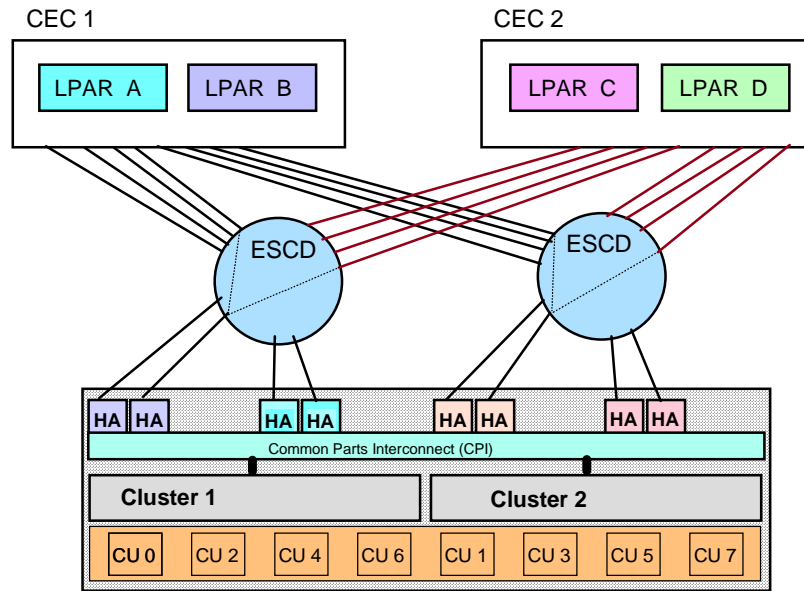 CEC 1
CEC 2
LPAR A
LPAR B
LPAR C
LPAR D
ESCD
ESCD
HA HA HA HA HA HA HA HA
Common Parts Interconnect (CPI)
Cluster 1
Cluster 2
CU 0 CU 2 CU 4 CU 6 CU 1 CU 3 CU 5 CU 7